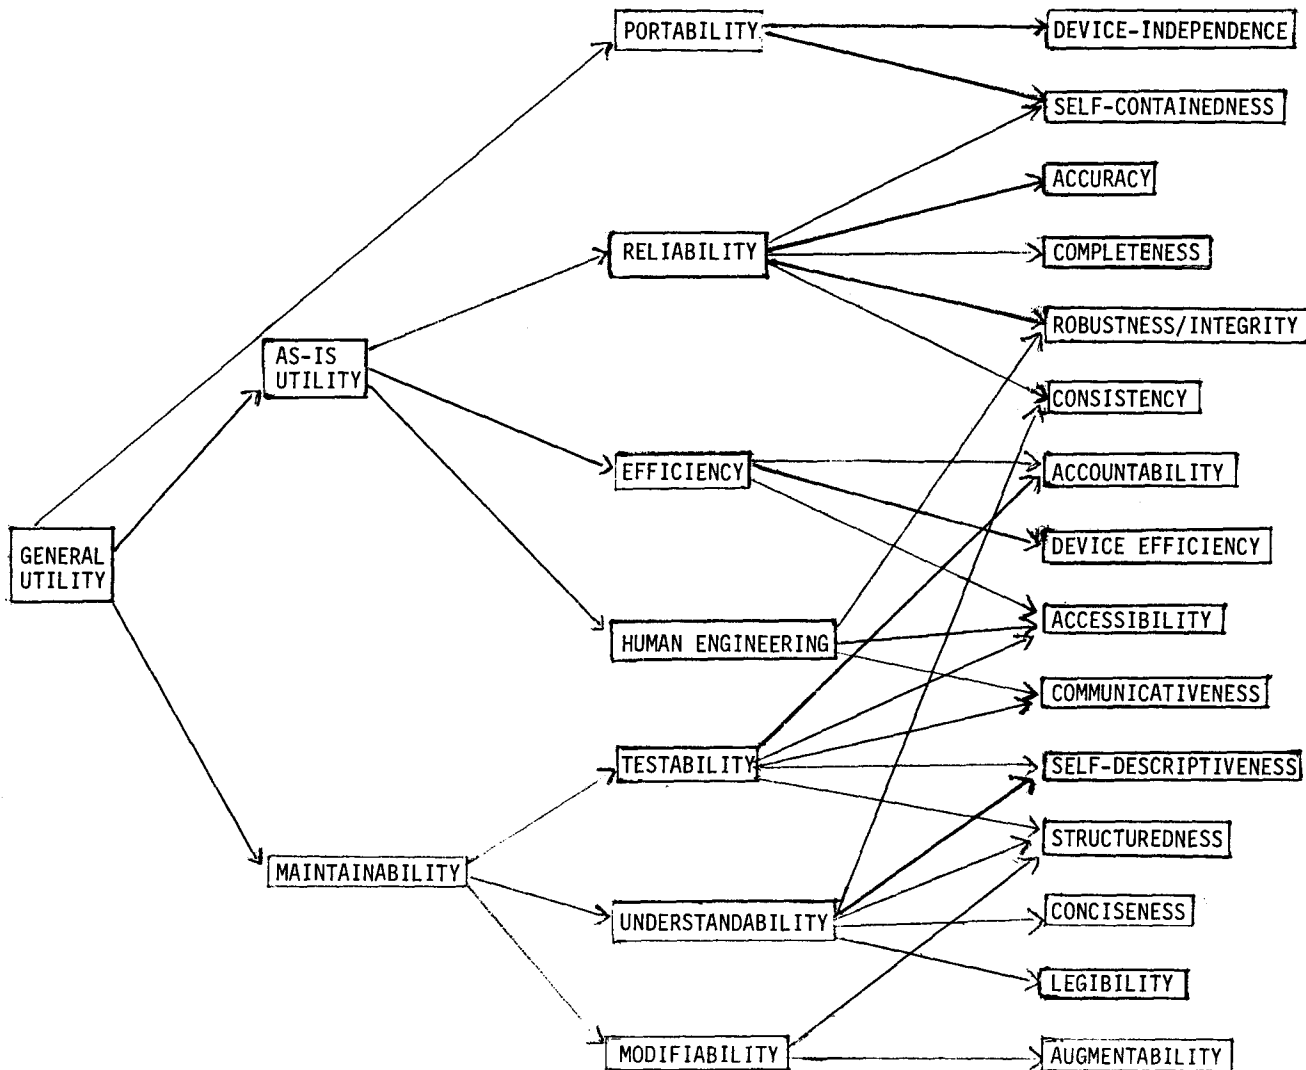 PORTABILITY
DEVICE-INDEPENDENCE
SELF-CONTAINEDNESS
ACCURACY
RELIABILITY
COMPLETENESS
ROBUSTNESS/INTEGRITY
AS-IS
UTILITY
CONSISTENCY
EFFICIENCY
ACCOUNTABILITY
GENERAL
UTILITY
DEVICE EFFICIENCY
HUMAN ENGINEERING
ACCESSIBILITY
COMMUNICATIVENESS
TESTABILITY
SELF-DESCRIPTIVENESS
STRUCTUREDNESS
MAINTAINABILITY
UNDERSTANDABILITY
CONCISENESS
LEGIBILITY
MODIFIABILITY
AUGMENTABILITY